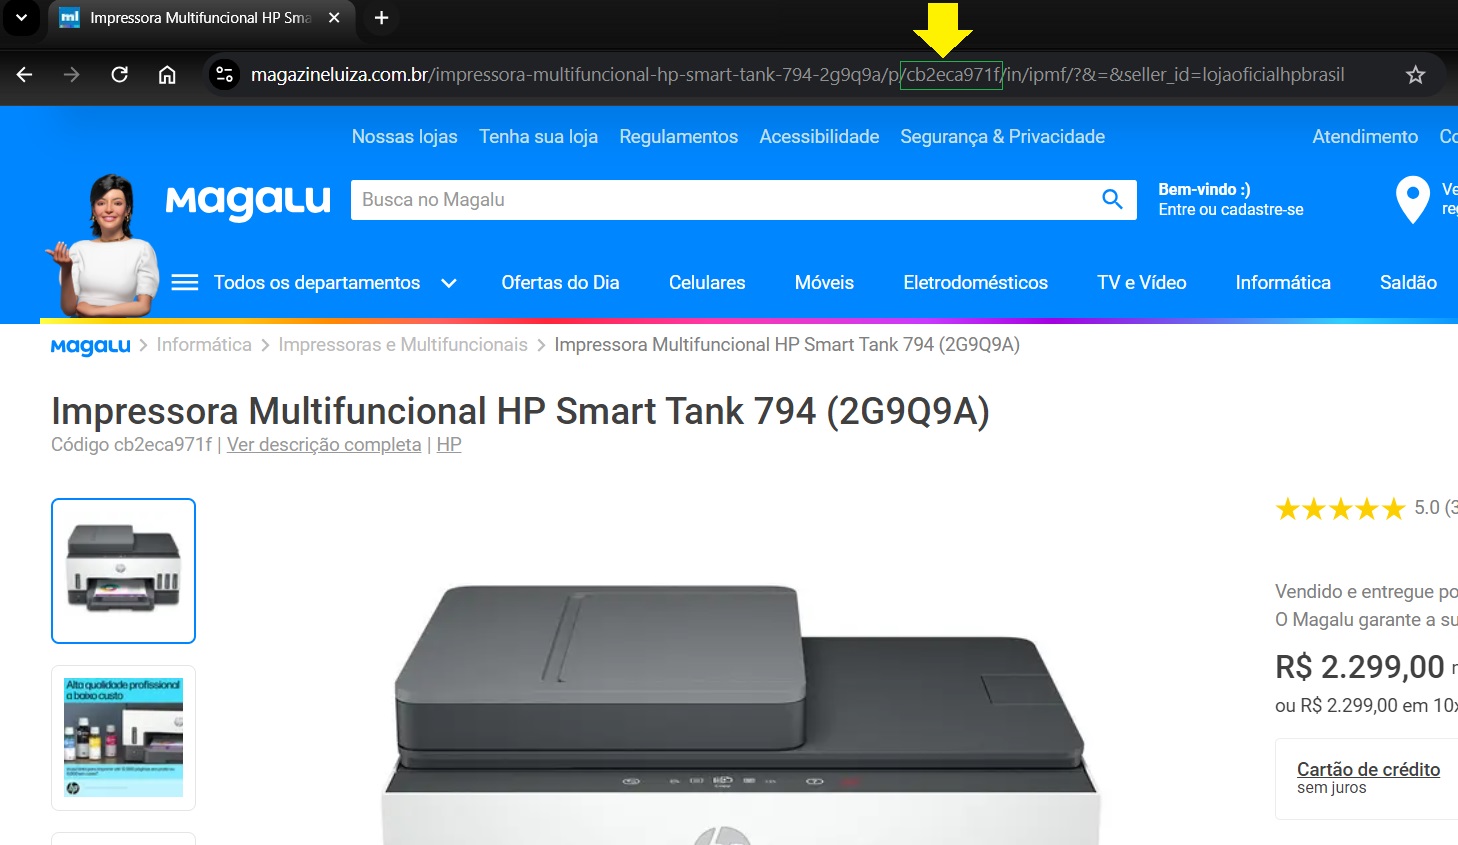 Impressora Multifuncional HP Sma
magazineluiza.com.br/impressora-multifuncional-hp-smart-tank-794-2g9q9a/p/cb2eca971f/in/ipmf/?&=&seller_id=lojaoficialhpbrasil
Nossas lojas Tenha sua loja Regulamentos Acessibilidade Segurança & Privacidade Atendimento Co
Magalu Busca no Magalu Bem-vindo :) Ve
Entre ou cadastre-se reg
Todos os departamentos Ofertas do Dia Celulares Móveis Eletrodomésticos TV e Vídeo Informática Saldão
Magalu > Informática > Impressoras e Multifuncionais > Impressora Multifuncional HP Smart Tank 794 (2G9Q9A)
Impressora Multifuncional HP Smart Tank 794 (2G9Q9A)
Código cb2eca971f | Ver descrição completa | HP
5.0 (3
Alta qualidade profissional
a baixo custo
hp
Vendido e entregue po
O Magalu garante a su
R$ 2.299,00
ou R$ 2.299,00 em 10x
Cartão de crédito
sem juros
hp